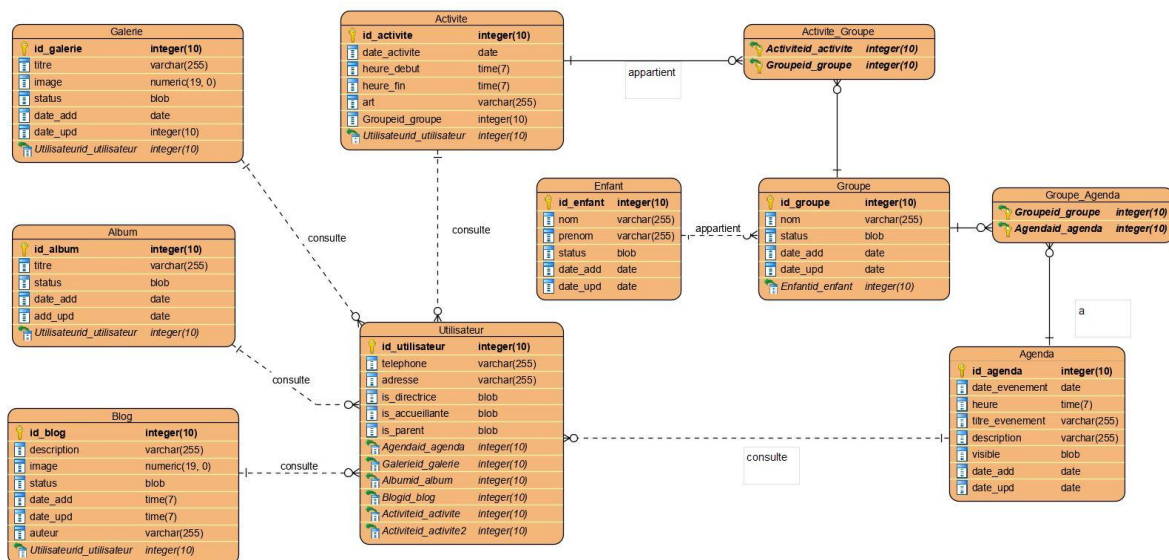 Galerie
id_galerie integer(10)
titre varchar(255)
image numeric(19, 0)
status blob
date_add date
date_upd integer(10)
Utilisateurid_utilisateur integer(10)
Activite
id_activite integer(10)
date_activite date
heure_debut time(7)
heure_fin time(7)
art varchar(255)
Groupeid_groupe integer(10)
Utilisateurid_utilisateur integer(10)
Activite_Groupe
Activiteid_activite integer(10)
Groupeid_groupe integer(10)
appartient
Enfant
id_enfant integer(10)
nom varchar(255)
prenom varchar(255)
status blob
date_add date
date_upd date
appartient
Groupe
id_groupe integer(10)
nom varchar(255)
status blob
date_add date
date_upd date
Enfantid_enfant integer(10)
Groupe_Agenda
Groupeid_groupe integer(10)
Agendaid_agenda integer(10)
a
consulte
consulte
Album
id_album integer(10)
titre varchar(255)
status blob
date_add date
add_upd date
Utilisateurid_utilisateur integer(10)
consulte
Utilisateur
id_utilisateur integer(10)
telephone varchar(255)
adresse varchar(255)
is_directrice blob
is_accueillante blob
is_parent blob
Agendaid_agenda integer(10)
Galerieid_galerie integer(10)
Albumid_album integer(10)
Blogid_blog integer(10)
Activiteid_activite integer(10)
Activiteid_activite2 integer(10)
Agenda
id_agenda integer(10)
date_evenement date
heure time(7)
titre_evenement varchar(255)
description varchar(255)
visible blob
date_add date
date_upd date
consulte
Blog
id_blog integer(10)
description varchar(255)
image numeric(19, 0)
status blob
date_add time(7)
date_upd time(7)
auteur varchar(255)
Utilisateurid_utilisateur integer(10)
consulte